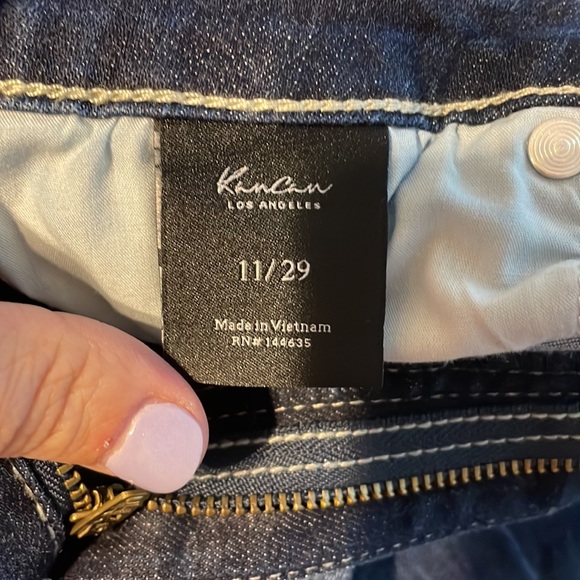 KanCan
LOS ANGELES
11/29
Made in Vietnam
RN# 144635